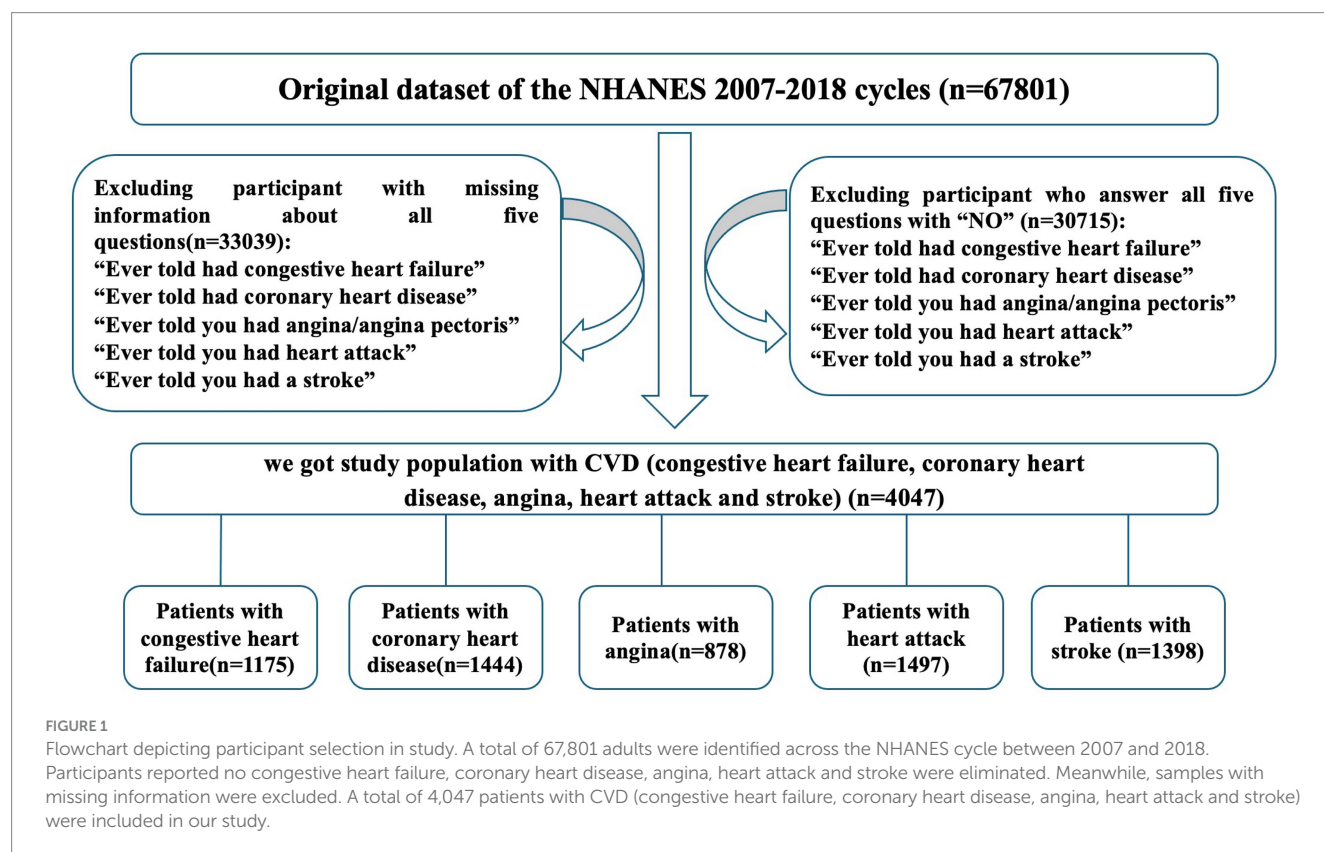 Original dataset of the NHANES 2007-2018 cycles (n=67801)
Excluding participant with missing
information about all five
questions(n=33039):
“Ever told had congestive heart failure”
“Ever told had coronary heart disease”
“Ever told you had angina/angina pectoris”
“Ever told you had heart attack”
“Ever told you had a stroke”
Excluding participant who answer all five
questions with “NO” (n=30715):
“Ever told had congestive heart failure”
“Ever told had coronary heart disease”
“Ever told you had angina/angina pectoris”
“Ever told you had heart attack”
“Ever told you had a stroke”
we got study population with CVD (congestive heart failure, coronary heart
disease, angina, heart attack and stroke) (n=4047)
Patients with
congestive heart
failure(n=1175)
Patients with
coronary heart
disease(n=1444)
Patients with
angina(n=878)
Patients with
heart attack
(n=1497)
Patients with
stroke (n=1398)
FIGURE 1
Flowchart depicting participant selection in study. A total of 67,801 adults were identified across the NHANES cycle between 2007 and 2018.
Participants reported no congestive heart failure, coronary heart disease, angina, heart attack and stroke were eliminated. Meanwhile, samples with
missing information were excluded. A total of 4,047 patients with CVD (congestive heart failure, coronary heart disease, angina, heart attack and stroke)
were included in our study.